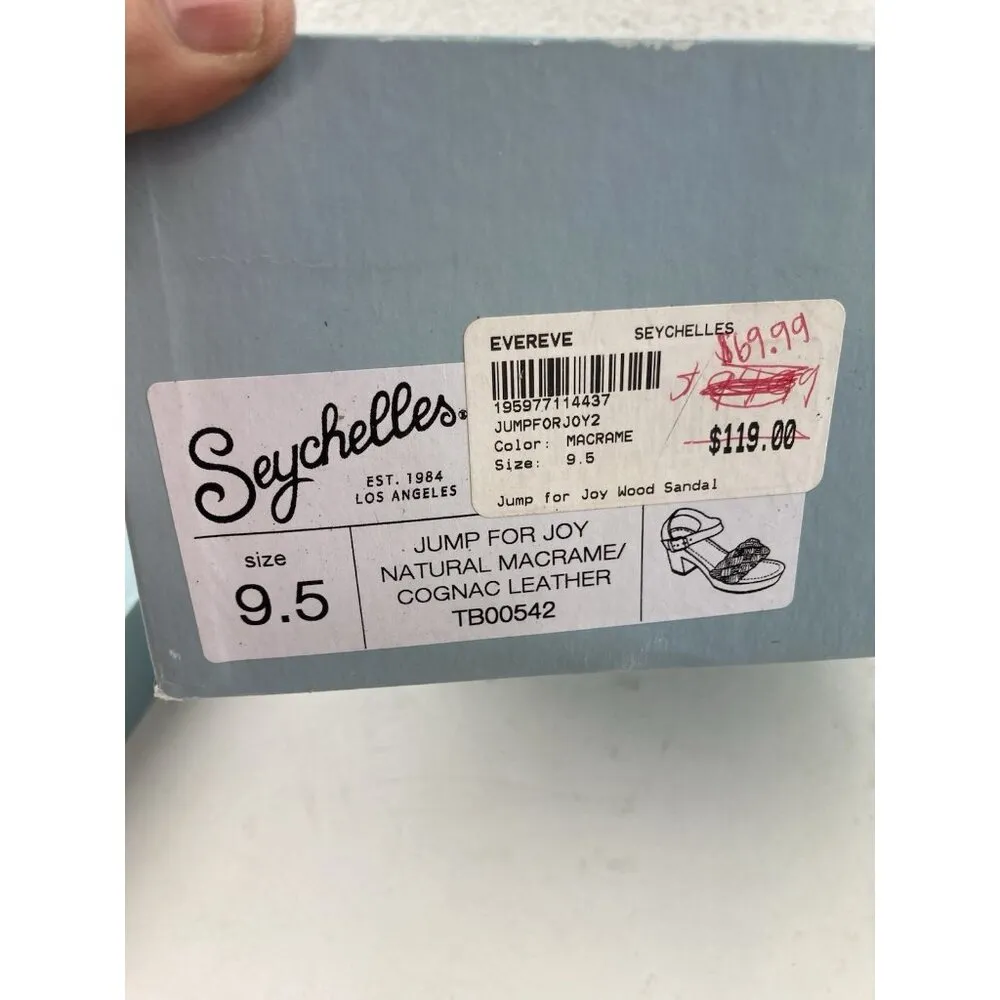 EVEREVE SEYCHELLES
$69.99
195977114437
JUMPFORJOY2
$119.00
Color: MACRAME
Size: 9.5
Jump for Joy Wood Sandal
Seychelles®
EST. 1984
LOS ANGELES
size
9.5
JUMP FOR JOY
NATURAL MACRAME/
COGNAC LEATHER
TB00542